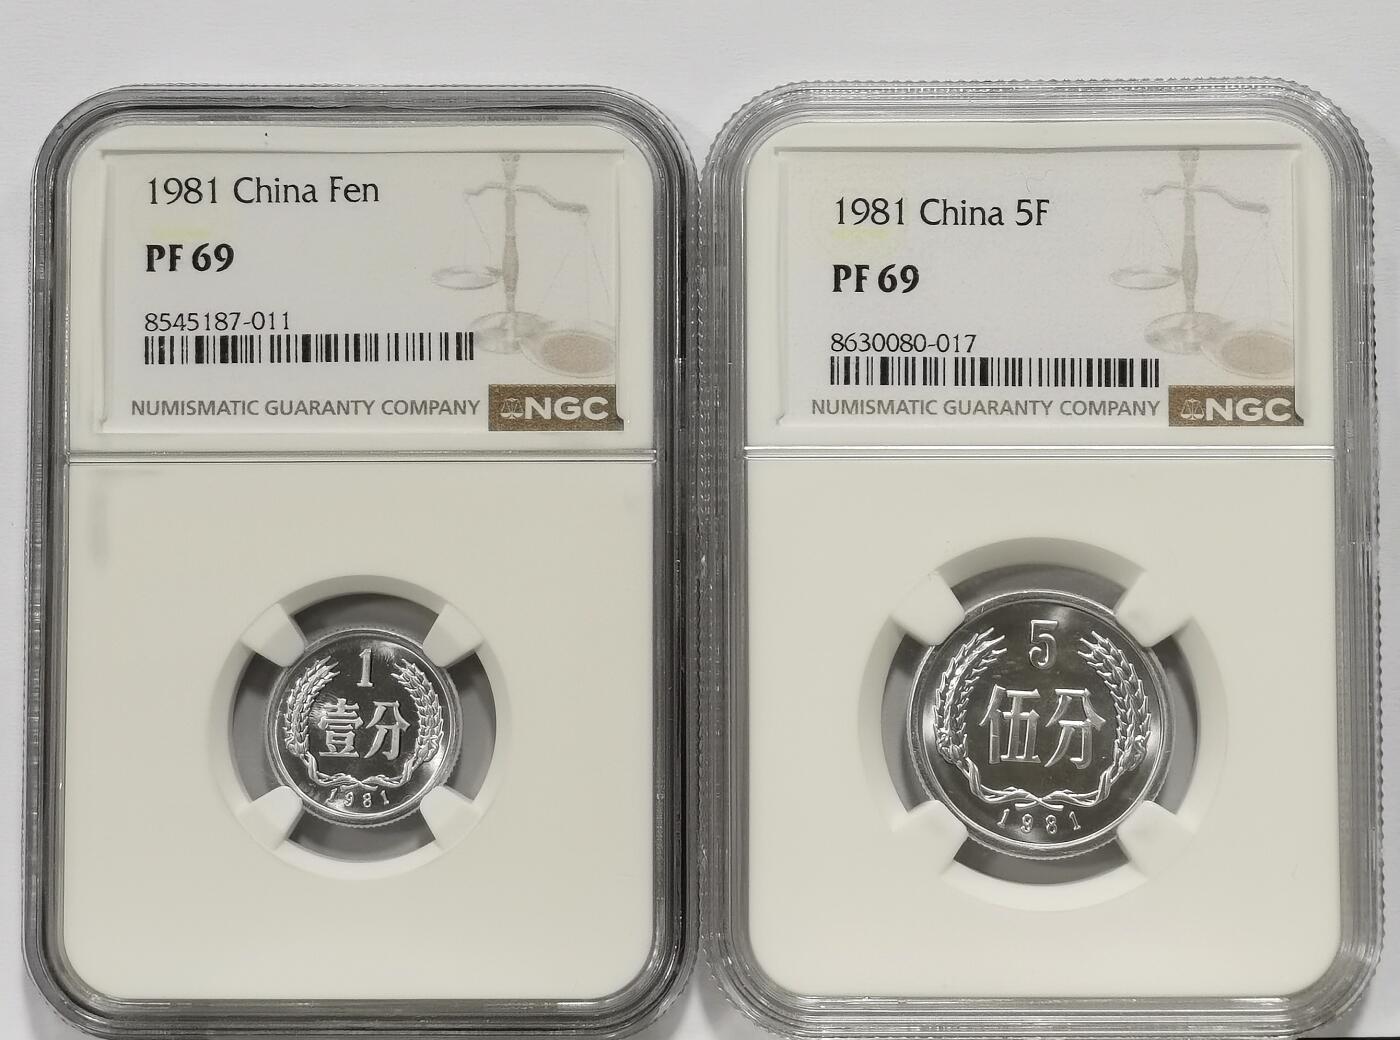 1981 China Fen
PF 69
8545187-011
NUMISMATIC GUARANTY COMPANY
NGC
1
壹分
1981
1981 China 5F
PF 69
8630080-017
NUMISMATIC GUARANTY COMPANY
NGC
5
伍分
1981